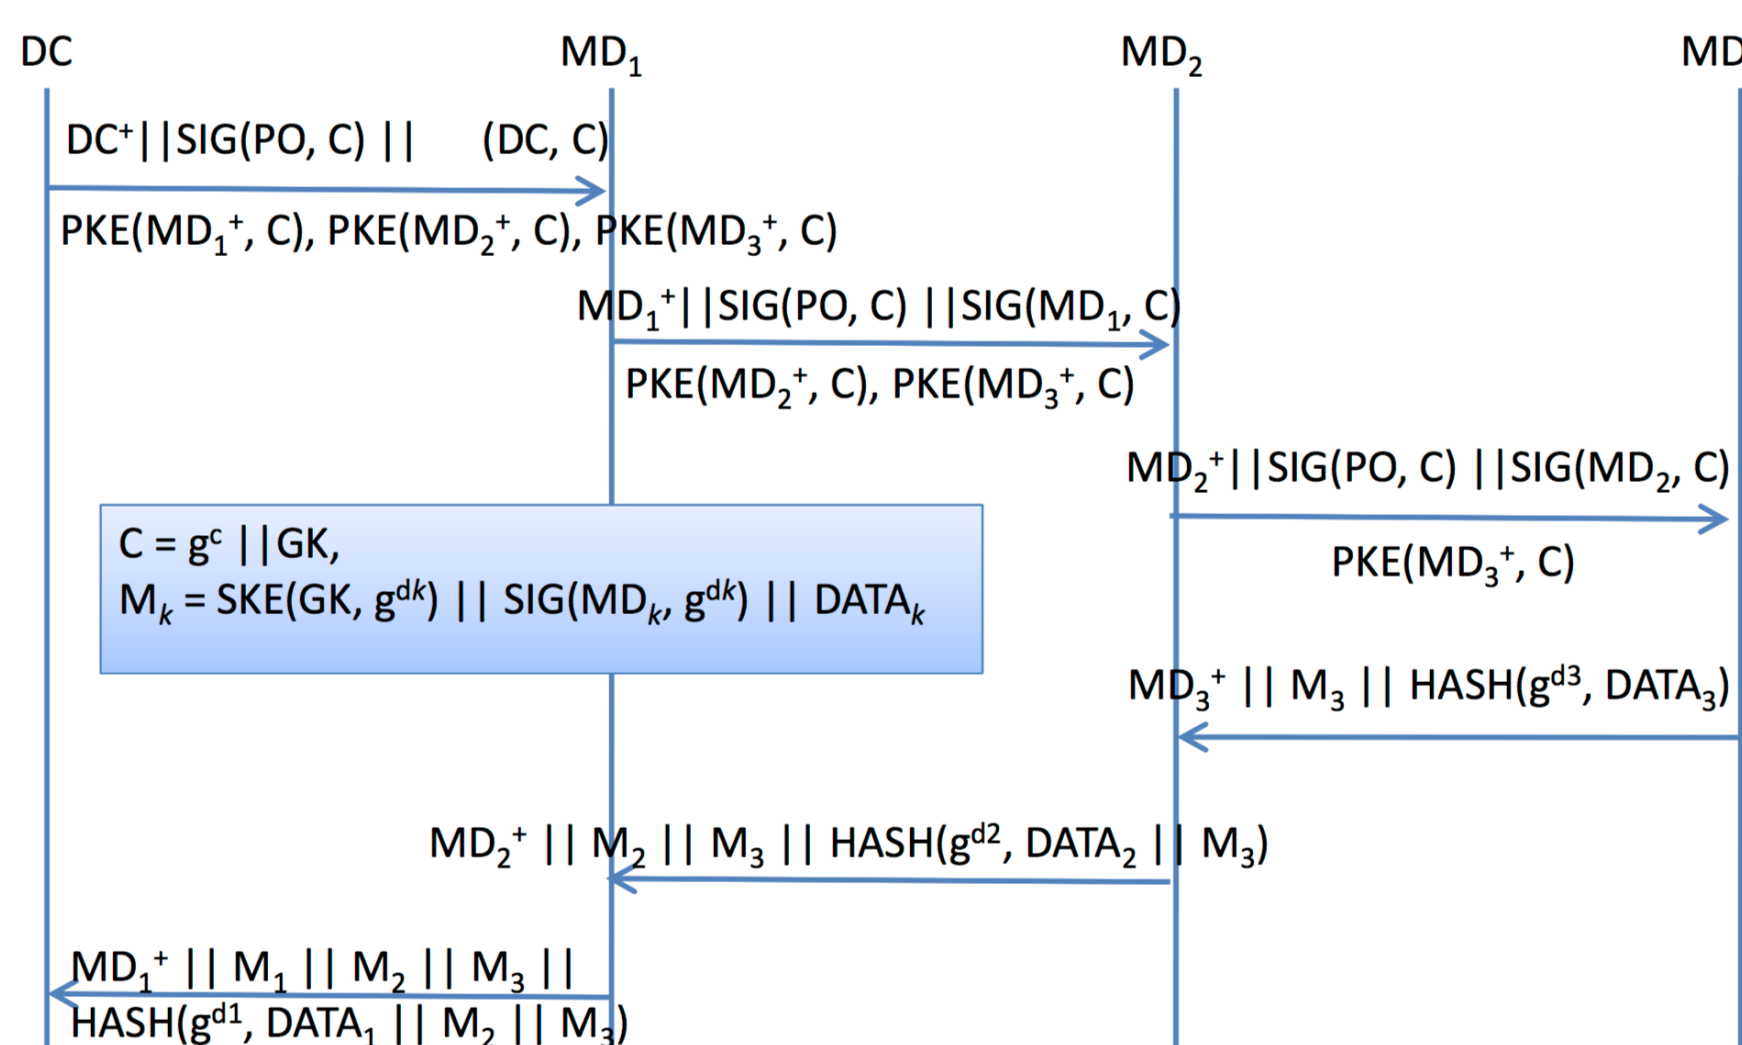 DC MD₁ MD₂ MD
DC⁺||SIG(PO, C) || (DC, C)
PKE(MD₁⁺, C), PKE(MD₂⁺, C), PKE(MD₃⁺, C)
MD₁⁺||SIG(PO, C) ||SIG(MD₁, C)
PKE(MD₂⁺, C), PKE(MD₃⁺, C)
MD₂⁺||SIG(PO, C) ||SIG(MD₂, C)
PKE(MD₃⁺, C)
C = gᶜ ||GK,
Mₖ = SKE(GK, gᵈᵏ) || SIG(MDₖ, gᵈᵏ) || DATAₖ
MD₃⁺ || M₃ || HASH(gᵈ³, DATA₃)
MD₂⁺ || M₂ || M₃ || HASH(gᵈ², DATA₂ || M₃)
MD₁⁺ || M₁ || M₂ || M₃ ||
HASH(gᵈ¹, DATA₁ || M₂ || M₃)